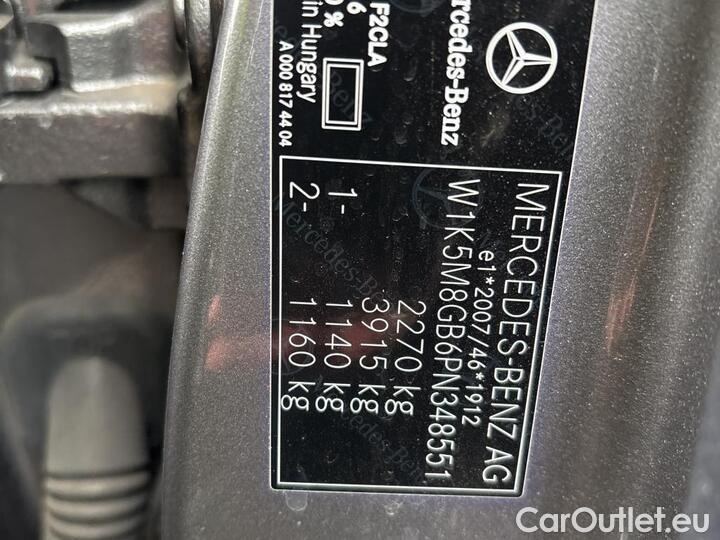 Mercedes-Benz
F2CLA
6
%
in Hungary
A 000 817 44 04
MERCEDES-BENZ AG
e1*2007/46*1912
W1K5M8GB6PN348551
2270 kg
3915 kg
1- 1140 kg
2- 1160 kg
CarOutlet.eu